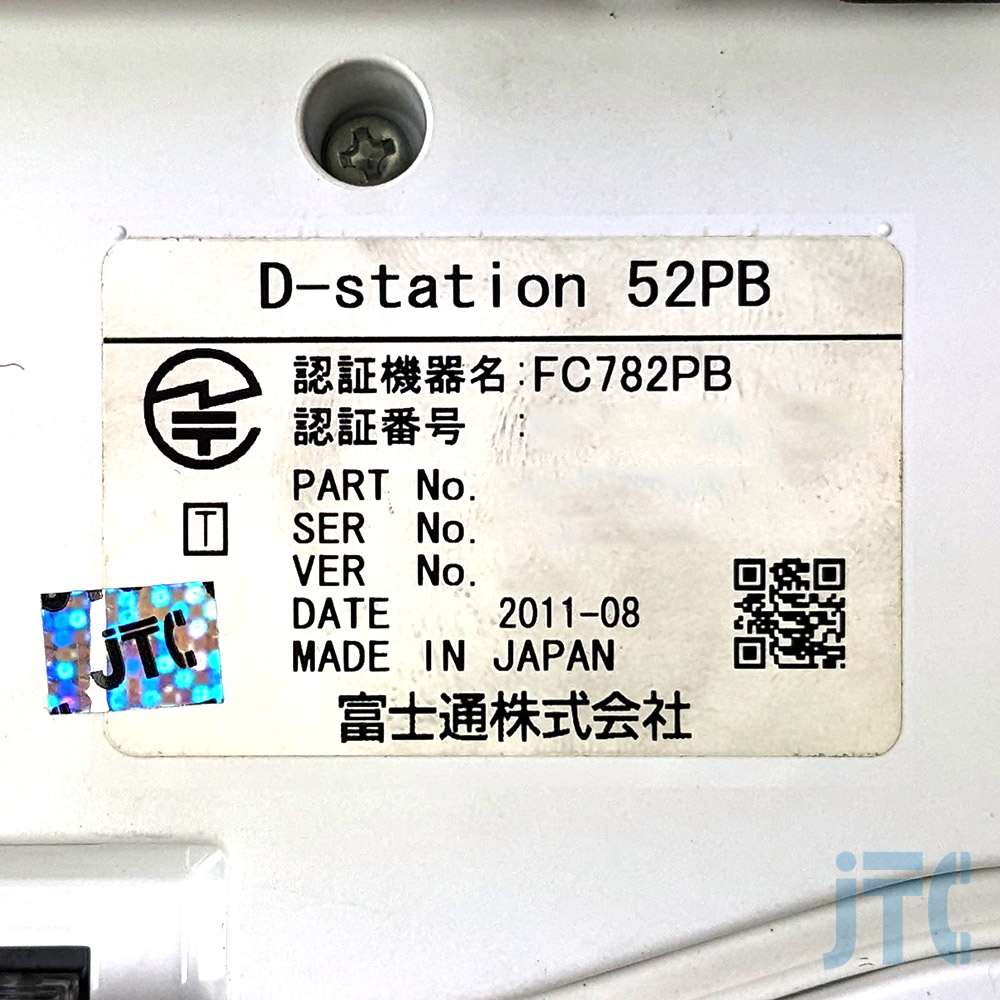 D-station 52PB
認証機器名:FC782PB
認証番号 :
T
PART No.
SER No.
VER No.
DATE 2011-08
MADE IN JAPAN
富士通株式会社
JTC
JTC